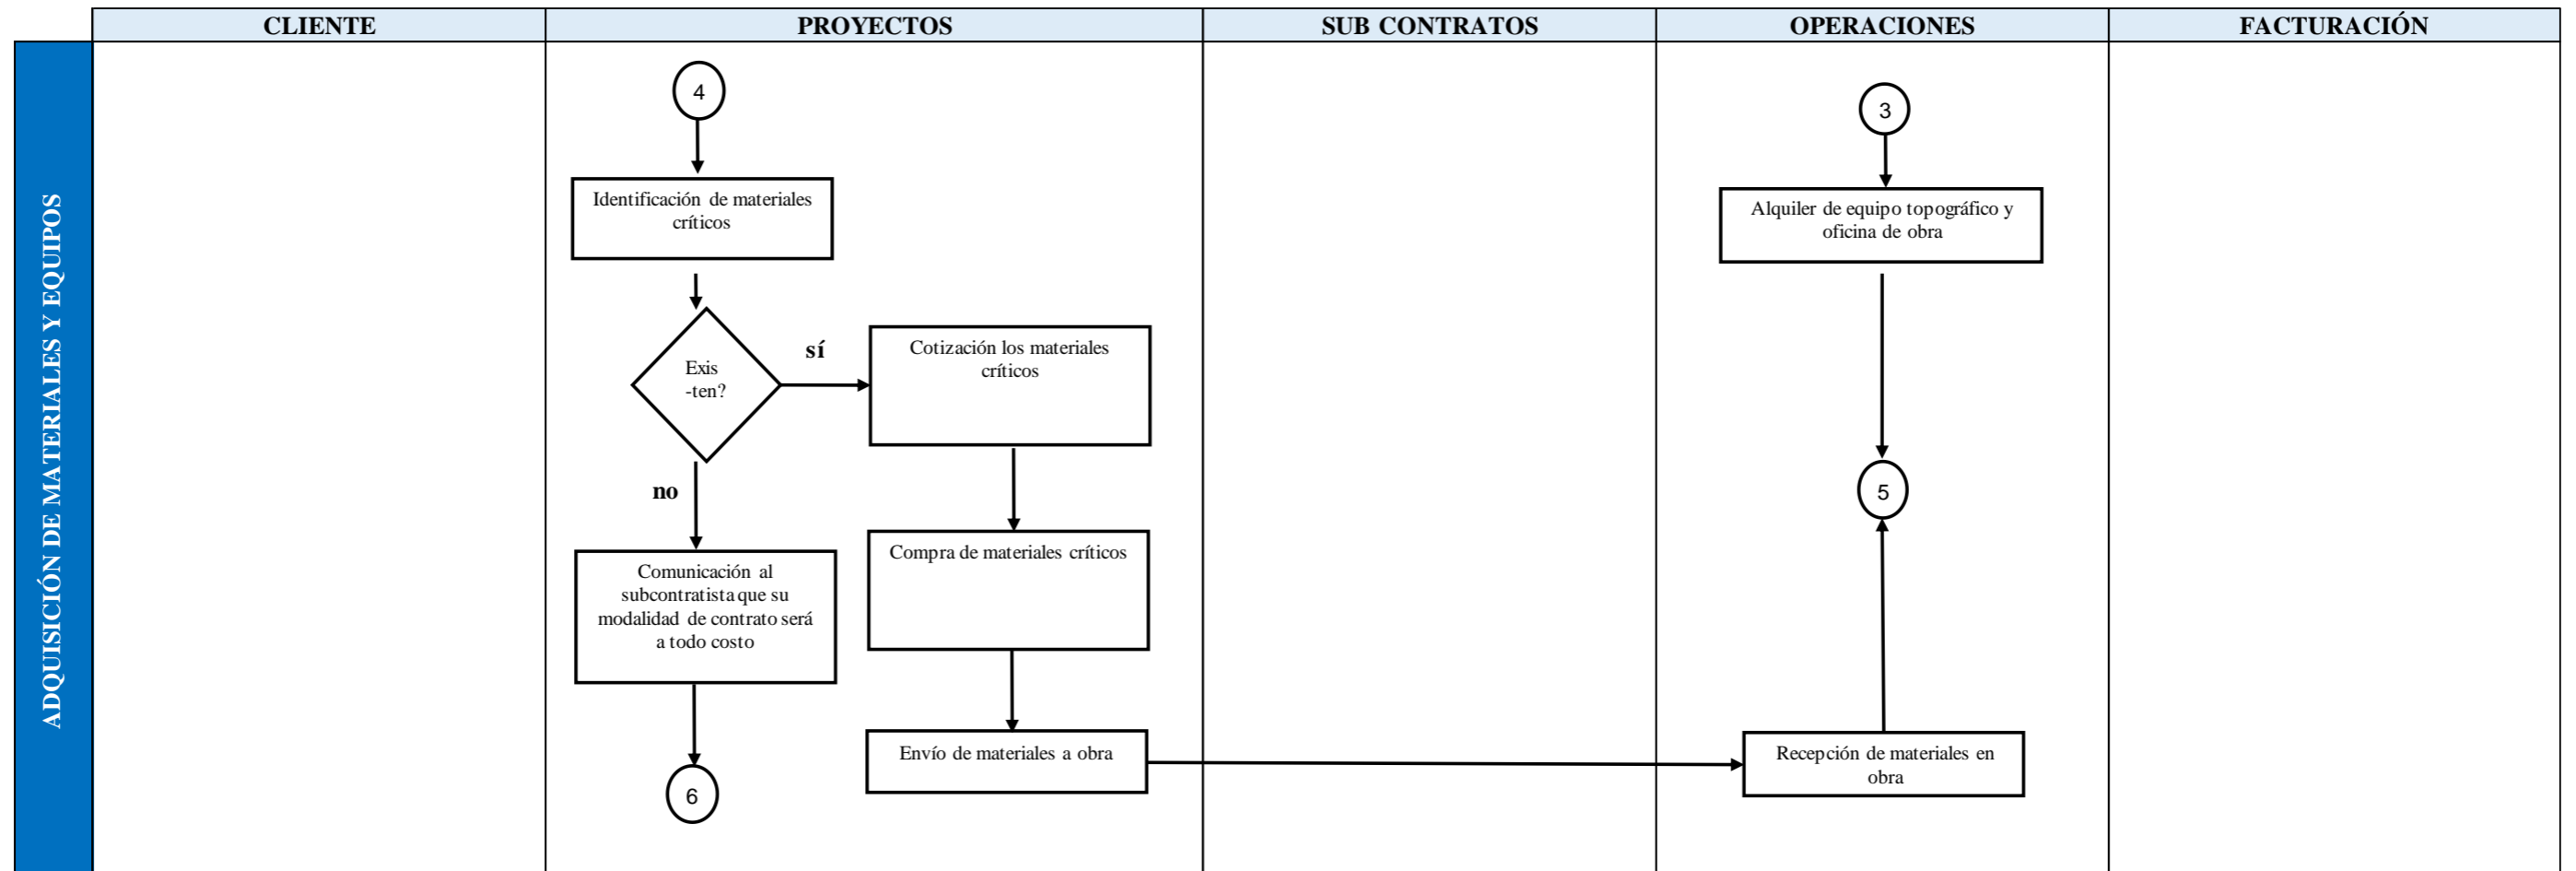 CLIENTE
PROYECTOS
SUB CONTRATOS
OPERACIONES
FACTURACIÓN
ADQUISICIÓN DE MATERIALES Y EQUIPOS
4
Identificación de materiales
críticos
Exis
-ten?
sí
no
Cotización los materiales
críticos
Compra de materiales críticos
Comunicación al
subcontratista que su
modalidad de contrato será
a todo costo
6
Envío de materiales a obra
3
Alquiler de equipo topográfico y
oficina de obra
5
Recepción de materiales en
obra